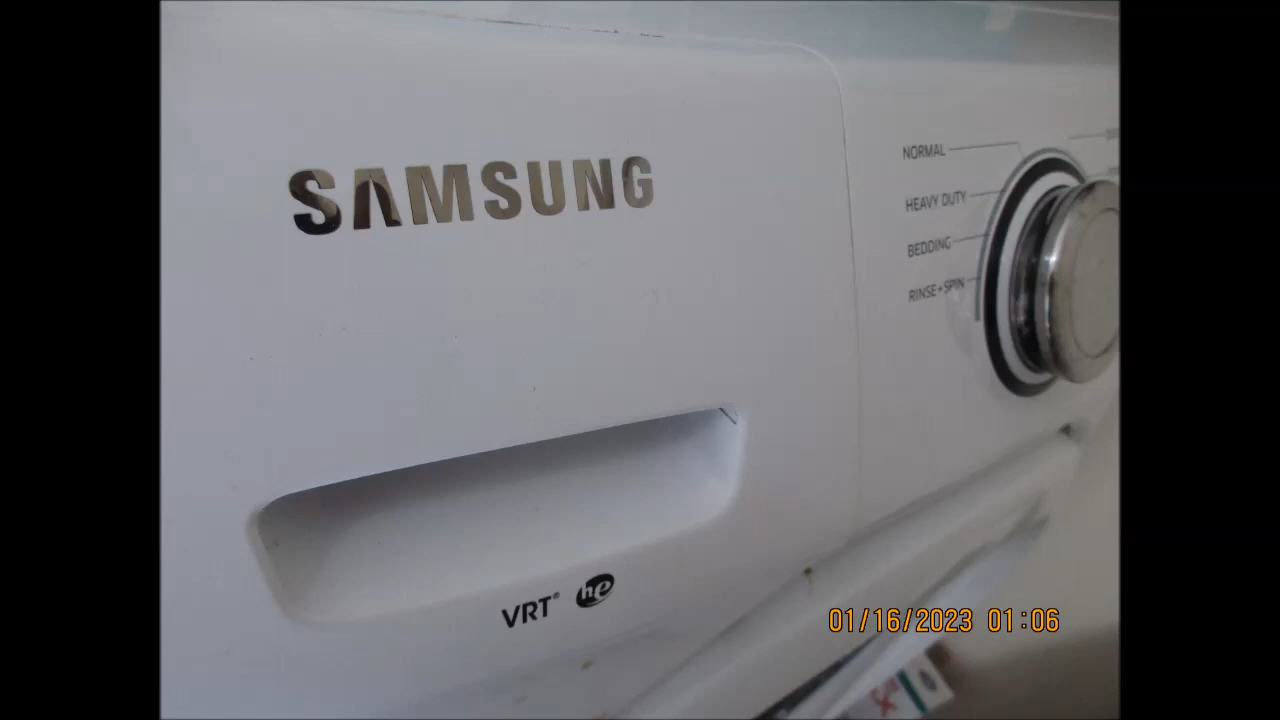 SAMSUNG
NORMAL
HEAVY DUTY
BEDDING
RINSE+SPIN
VRT® he
01/16/2023 01:06